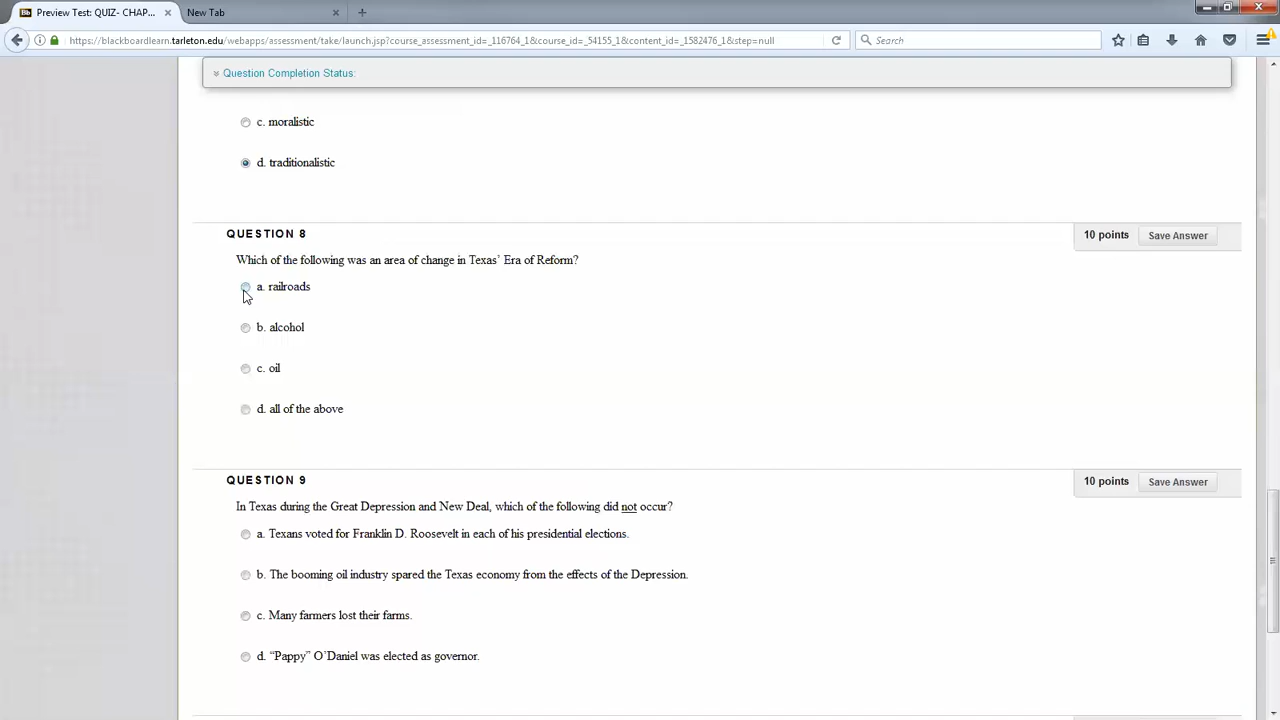 Preview Test: QUIZ- CHAP...
New Tab
https://blackboardlearn.tarleton.edu/webapps/assessment/take/launch.jsp?course_assessment_id=_116764_1&course_id=_54155_1&content_id=_1582476_1&step=null
Search
Question Completion Status:
c. moralistic
d. traditionalistic
QUESTION 8
10 points
Save Answer
Which of the following was an area of change in Texas' Era of Reform?
a. railroads
b. alcohol
c. oil
d. all of the above
QUESTION 9
10 points
Save Answer
In Texas during the Great Depression and New Deal, which of the following did not occur?
a. Texans voted for Franklin D. Roosevelt in each of his presidential elections.
b. The booming oil industry spared the Texas economy from the effects of the Depression.
c. Many farmers lost their farms.
d. “Pappy” O’Daniel was elected as governor.